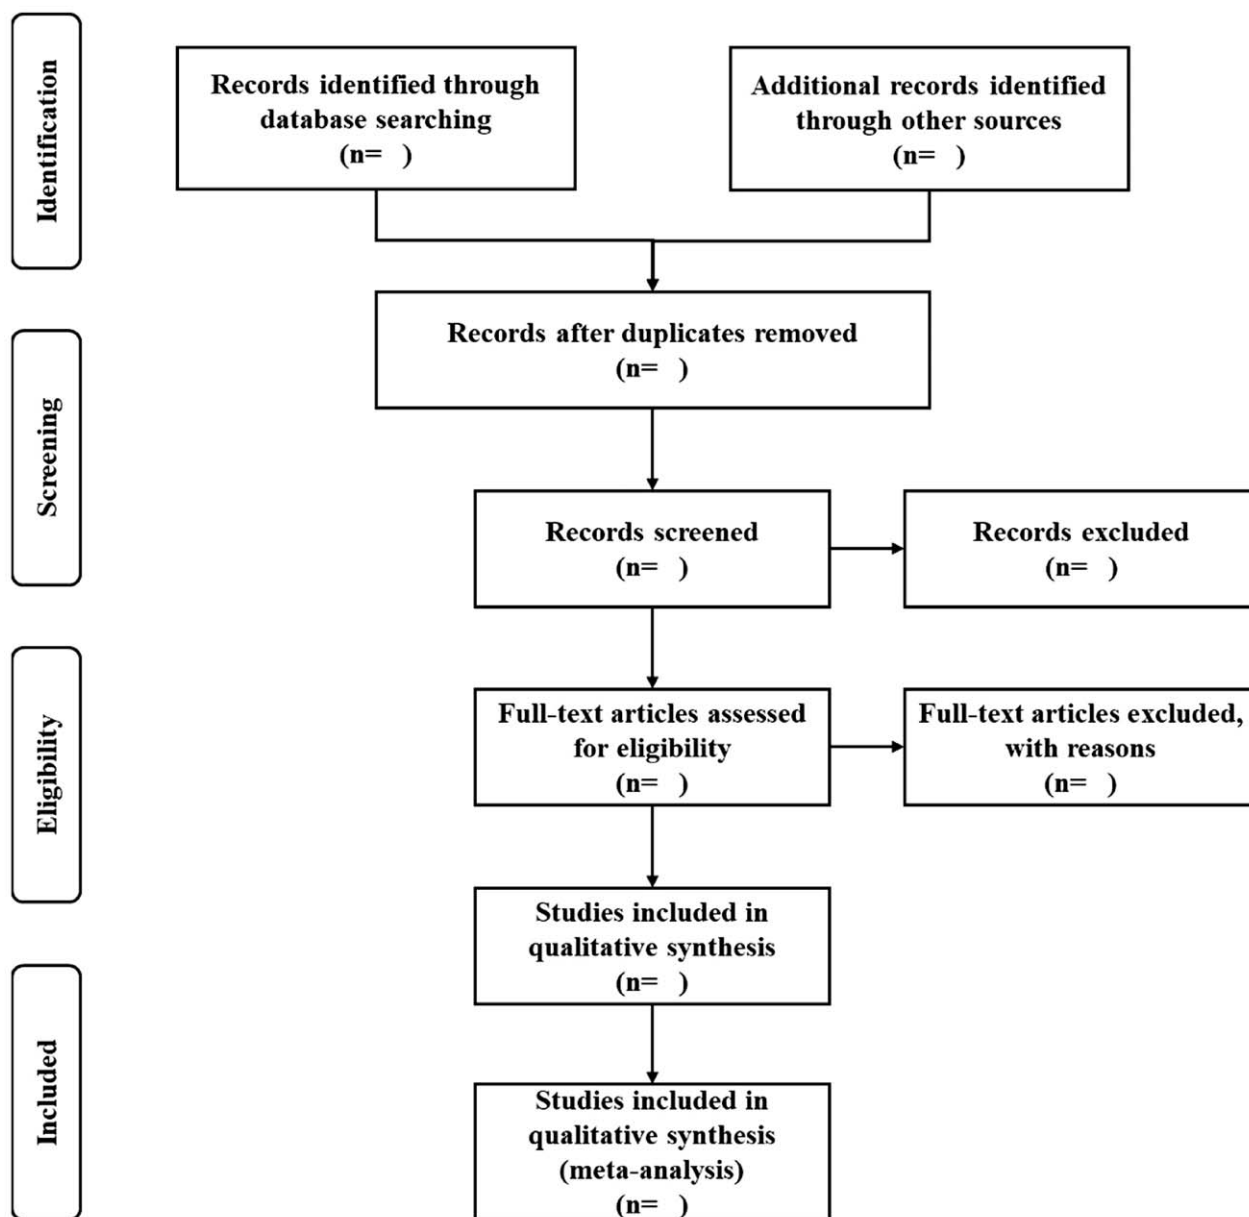 Identification
Records identified through
database searching
(n=   )
Additional records identified
through other sources
(n=   )
Records after duplicates removed
(n=   )
Screening
Records screened
(n=   )
Records excluded
(n=   )
Eligibility
Full-text articles assessed
for eligibility
(n=   )
Full-text articles excluded,
with reasons
(n=   )
Studies included in
qualitative synthesis
(n=   )
Included
Studies included in
qualitative synthesis
(meta-analysis)
(n=   )